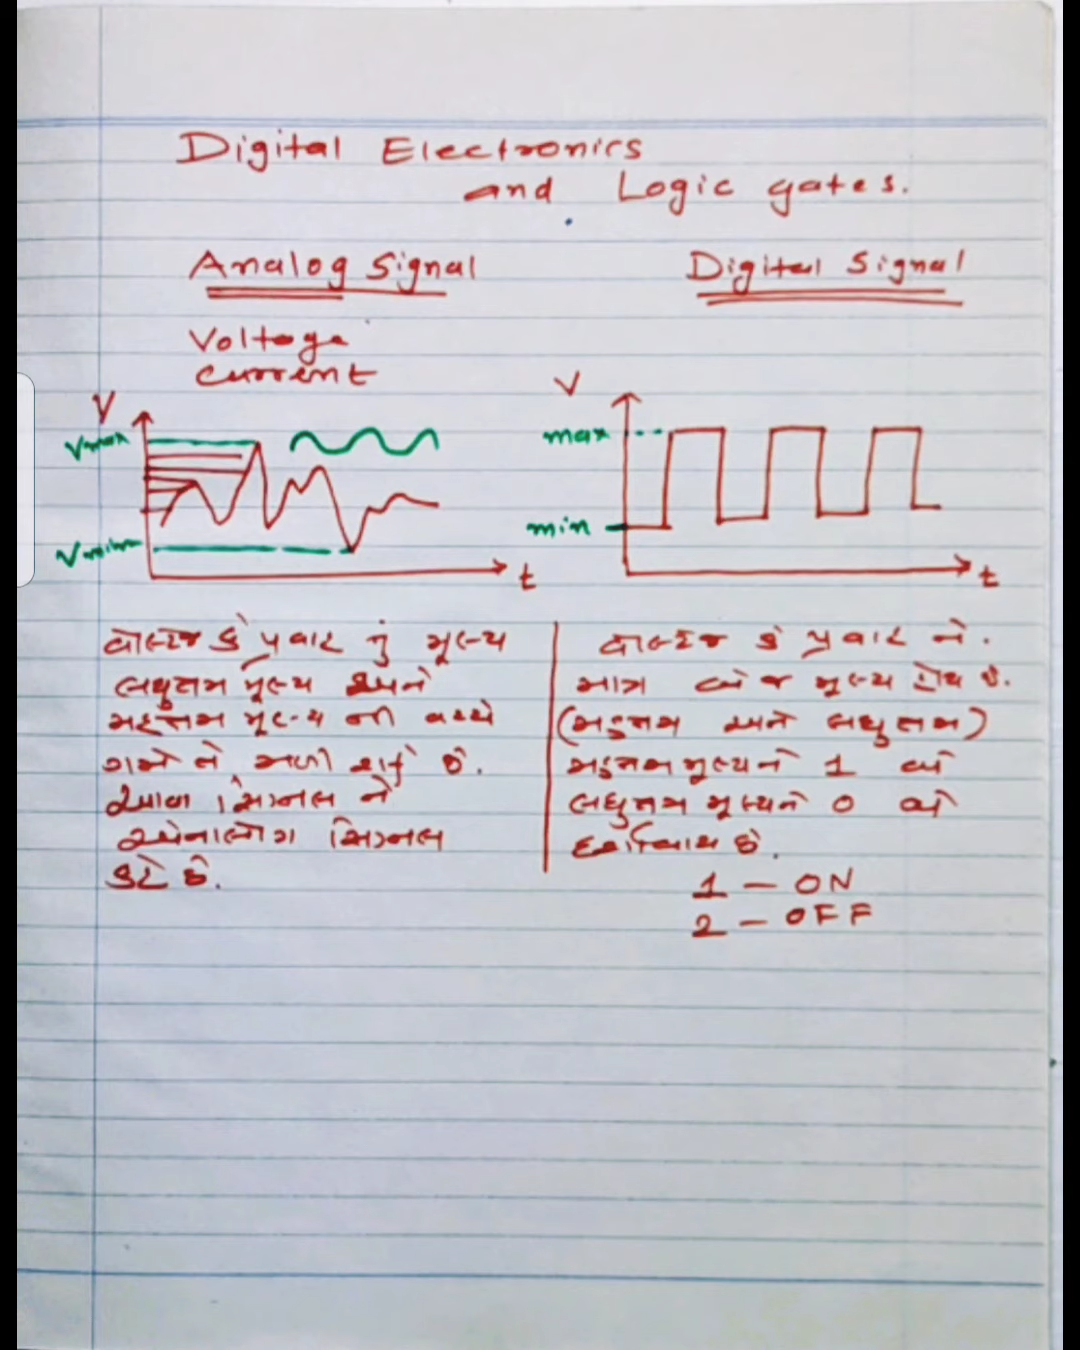 Digital Electronics
and Logic gates.
Analog Signal
Digital Signal
Voltage
current
V
Vmax
Vmin
t
V
max
min
t
વોલ્ટેજ કે પ્રવાહ નું મૂલ્ય
લઘુત્તમ મૂલ્ય અને
મહત્તમ મૂલ્ય ની વચ્ચે
ગમે તે મળી શકે છે.
આવા સિગ્નલ ને
એનાલોગ સિગ્નલ
કહે છે.
વોલ્ટેજ કે પ્રવાહ ને.
માત્ર બે જ મૂલ્ય હોય છે.
(મહત્તમ અને લઘુત્તમ)
મહત્તમ મૂલ્યને 1 વડે
લઘુત્તમ મૂલ્યને 0 વડે
દર્શાવાય છે.
1 - ON
2 - OFF